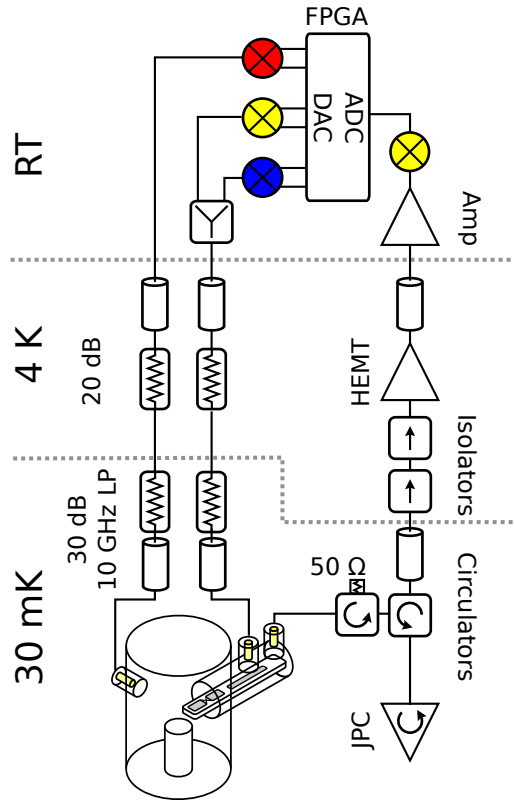 FPGA
ADC
DAC
RT
Amp
4 K
20 dB
HEMT
Isolators
30 mK
30 dB
10 GHz LP
50 Ω
Circulators
JPC